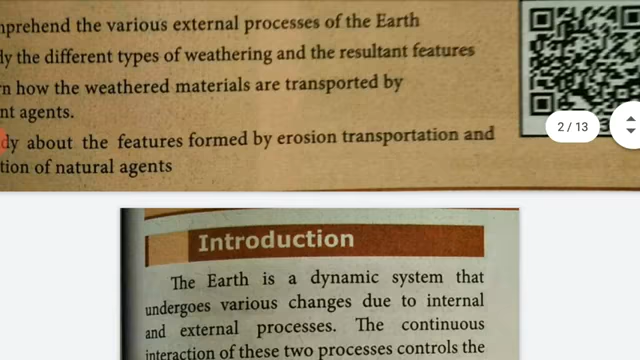 mprehend the various external processes of the Earth
dy the different types of weathering and the resultant features
n how the weathered materials are transported by
nt agents.
dy about the features formed by erosion transportation and
tion of natural agents
2 / 13
Introduction
The Earth is a dynamic system that
undergoes various changes due to internal
and external processes. The continuous
interaction of these two processes controls the